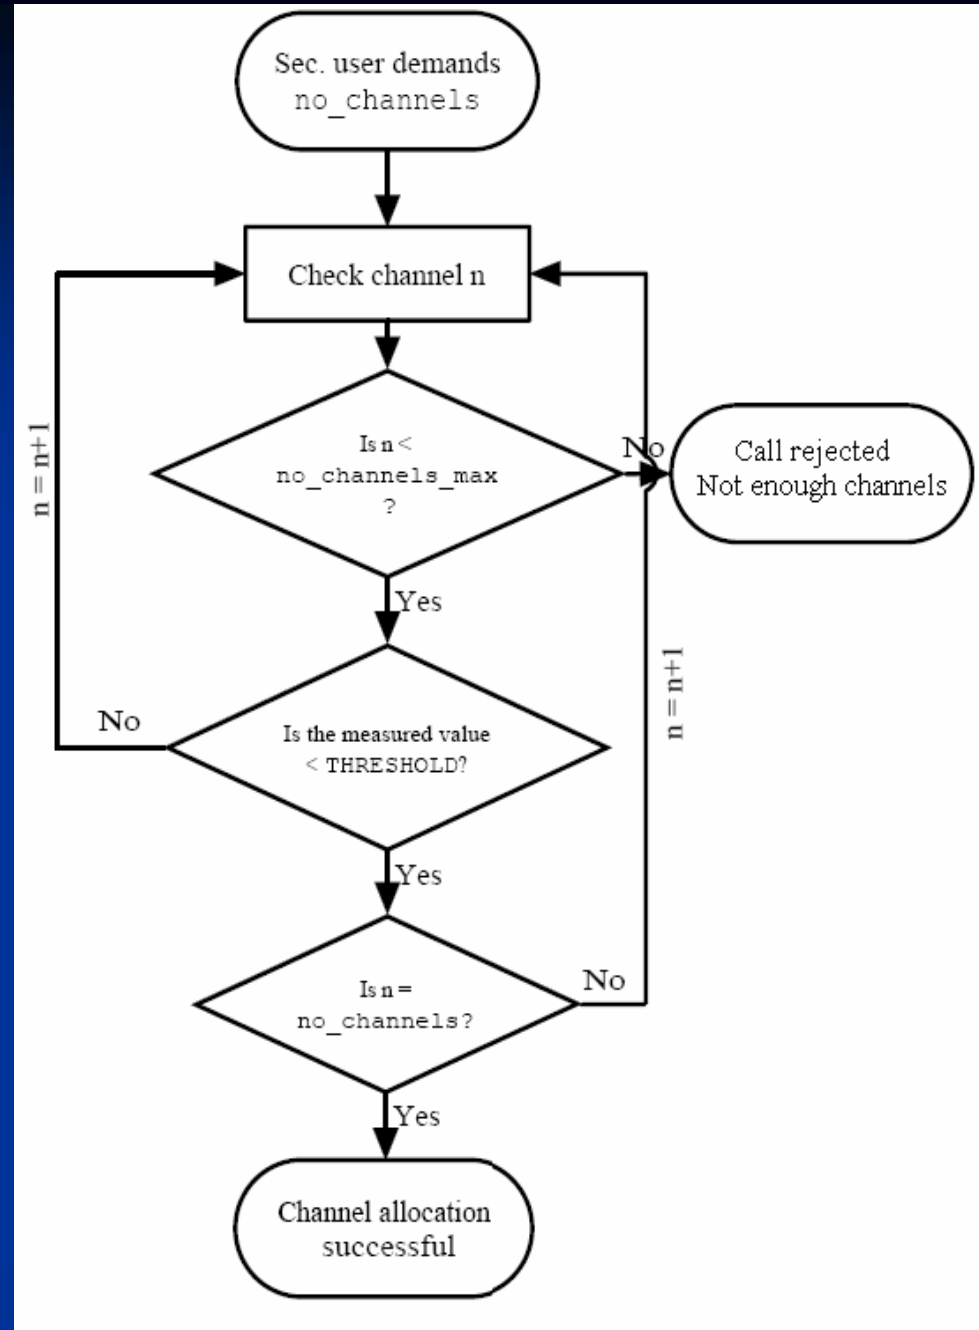 Sec. user demands
no_channels
Check channel n
n = n+1
Is n <
no_channels_max
?
No
Call rejected
Not enough channels
Yes
n = n+1
No
Is the measured value
< THRESHOLD?
Yes
Is n =
no_channels?
No
Yes
Channel allocation
successful